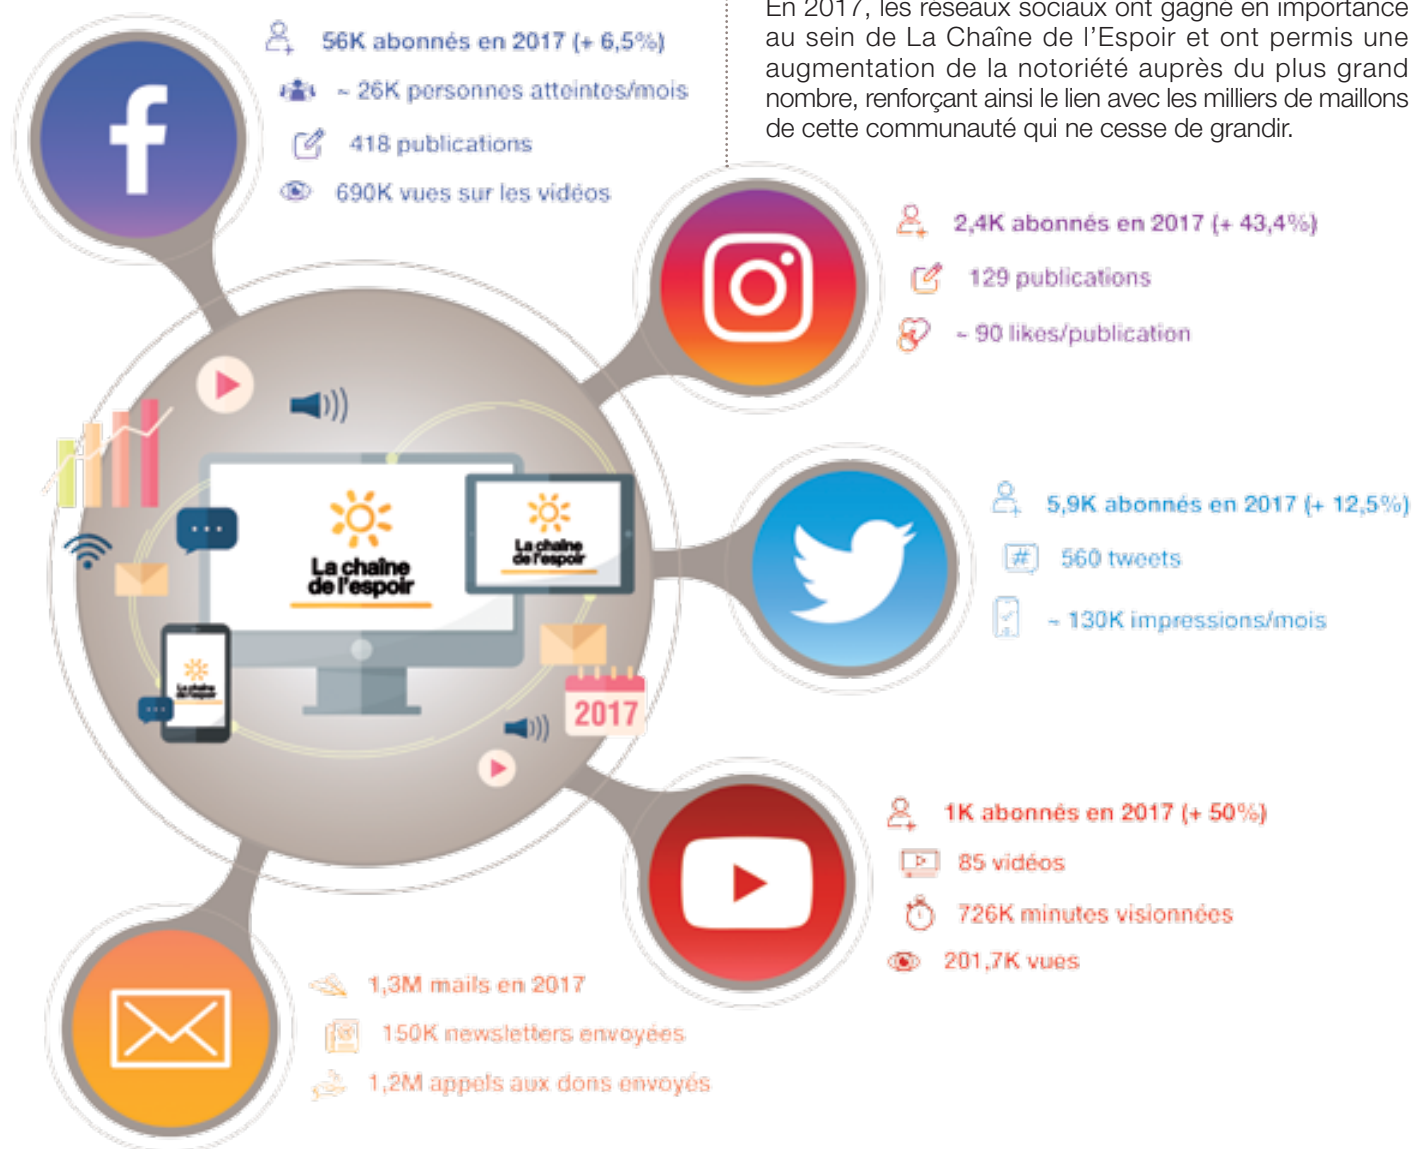 En 2017, les réseaux sociaux ont gagné en importance
au sein de La Chaîne de l'Espoir et ont permis une
augmentation de la notoriété auprès du plus grand
nombre, renforçant ainsi le lien avec les milliers de maillons
de cette communauté qui ne cesse de grandir.
56K abonnés en 2017 (+ 6,5%)
~ 26K personnes atteintes/mois
418 publications
690K vues sur les vidéos
2,4K abonnés en 2017 (+ 43,4%)
129 publications
~ 90 likes/publication
5,9K abonnés en 2017 (+ 12,5%)
#
560 tweets
~ 130K impressions/mois
La chaîne
de l'espoir
La chaîne
de l'espoir
La chaîne
de l'espoir
2017
1K abonnés en 2017 (+ 50%)
85 vidéos
726K minutes visionnées
201,7K vues
1,3M mails en 2017
150K newsletters envoyées
1,2M appels aux dons envoyés